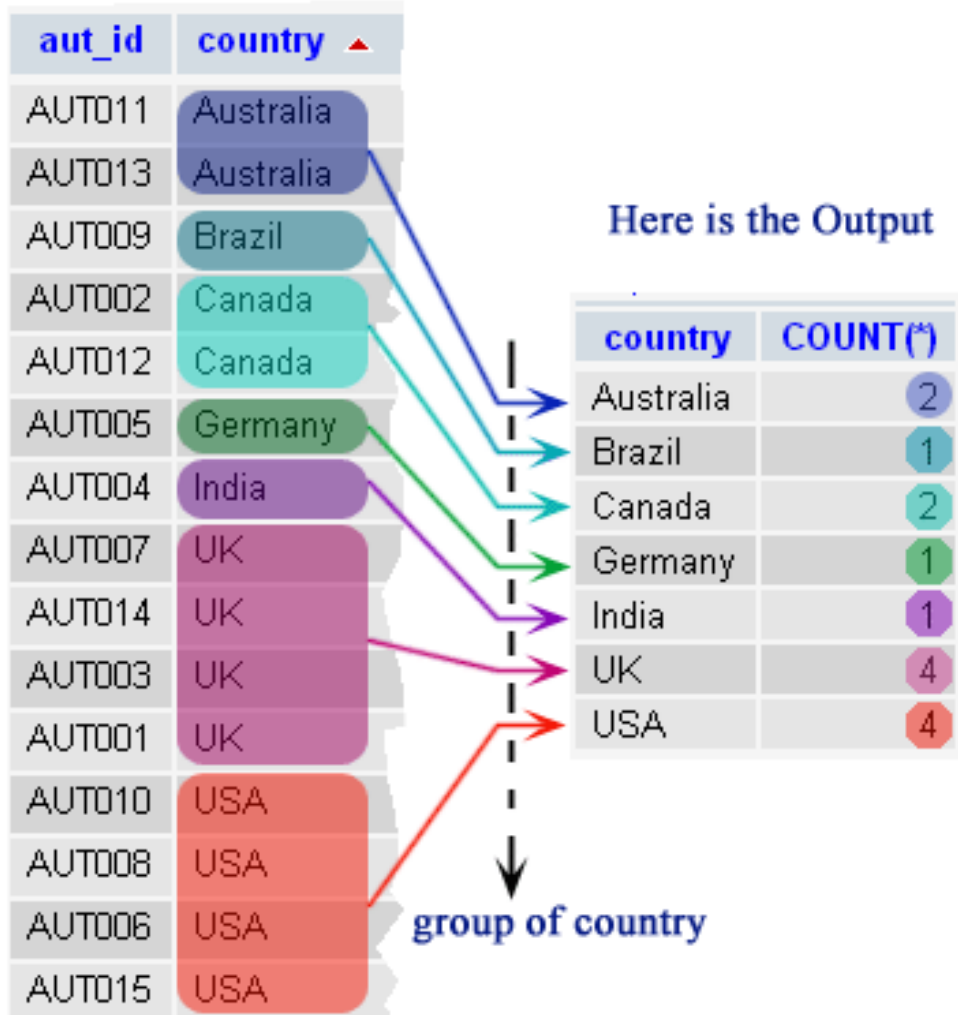 aut_id country
AUT011 Australia
AUT013 Australia
AUT009 Brazil
AUT002 Canada
AUT012 Canada
AUT005 Germany
AUT004 India
AUT007 UK
AUT014 UK
AUT003 UK
AUT001 UK
AUT010 USA
AUT008 USA
AUT006 USA
AUT015 USA
Here is the Output
country COUNT(*)
Australia 2
Brazil 1
Canada 2
Germany 1
India 1
UK 4
USA 4
group of country